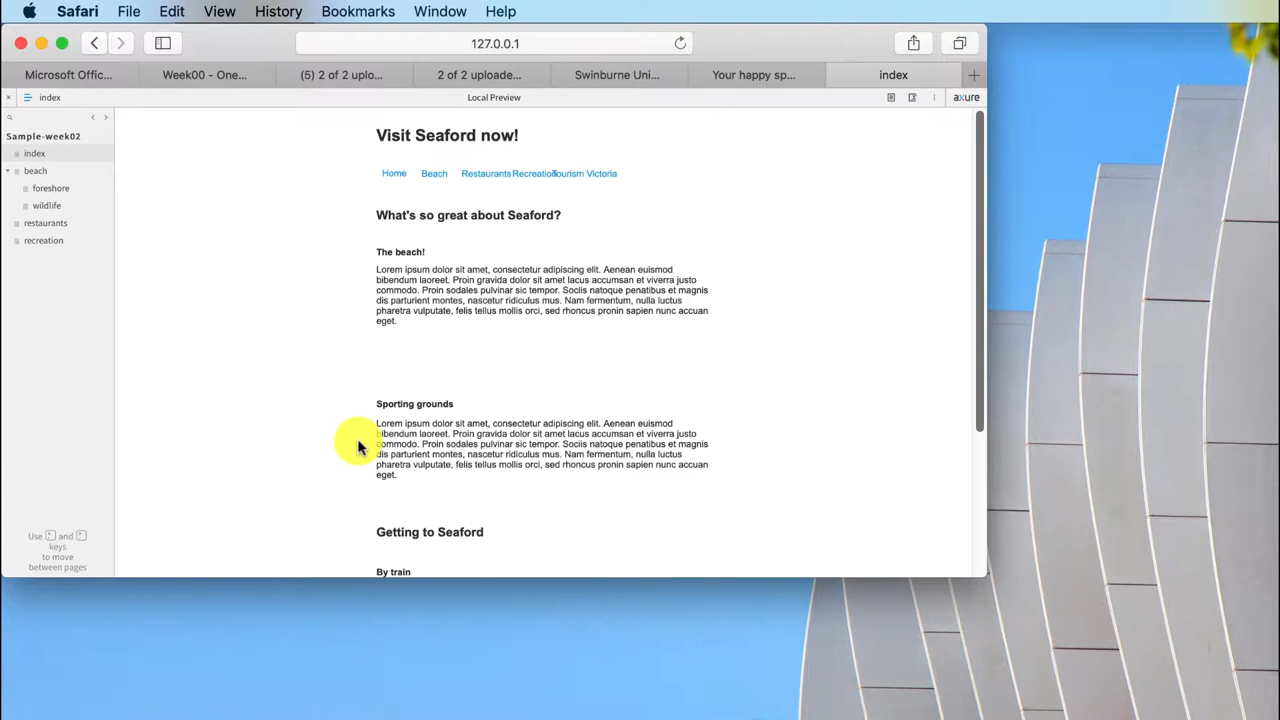 Safari File Edit View History Bookmarks Window Help
127.0.0.1
Microsoft Offic... Week00 - One... (5) 2 of 2 uplo... 2 of 2 uploade... Swinburne Uni... Your happy sp... index
index Local Preview axure
Sample-week02
index
beach
foreshore
wildlife
restaurants
recreation
Use and
keys
to move
between pages
Visit Seaford now!
Home Beach Restaurants Recreation Tourism Victoria
What's so great about Seaford?
The beach!
Lorem ipsum dolor sit amet, consectetur adipiscing elit. Aenean euismod
bibendum laoreet. Proin gravida dolor sit amet lacus accumsan et viverra justo
commodo. Proin sodales pulvinar sic tempor. Sociis natoque penatibus et magnis
dis parturient montes, nascetur ridiculus mus. Nam fermentum, nulla luctus
pharetra vulputate, felis tellus mollis orci, sed rhoncus pronin sapien nunc accuan
eget.
Sporting grounds
Lorem ipsum dolor sit amet, consectetur adipiscing elit. Aenean euismod
bibendum laoreet. Proin gravida dolor sit amet lacus accumsan et viverra justo
commodo. Proin sodales pulvinar sic tempor. Sociis natoque penatibus et magnis
dis parturient montes, nascetur ridiculus mus. Nam fermentum, nulla luctus
pharetra vulputate, felis tellus mollis orci, sed rhoncus pronin sapien nunc accuan
eget.
Getting to Seaford
By train